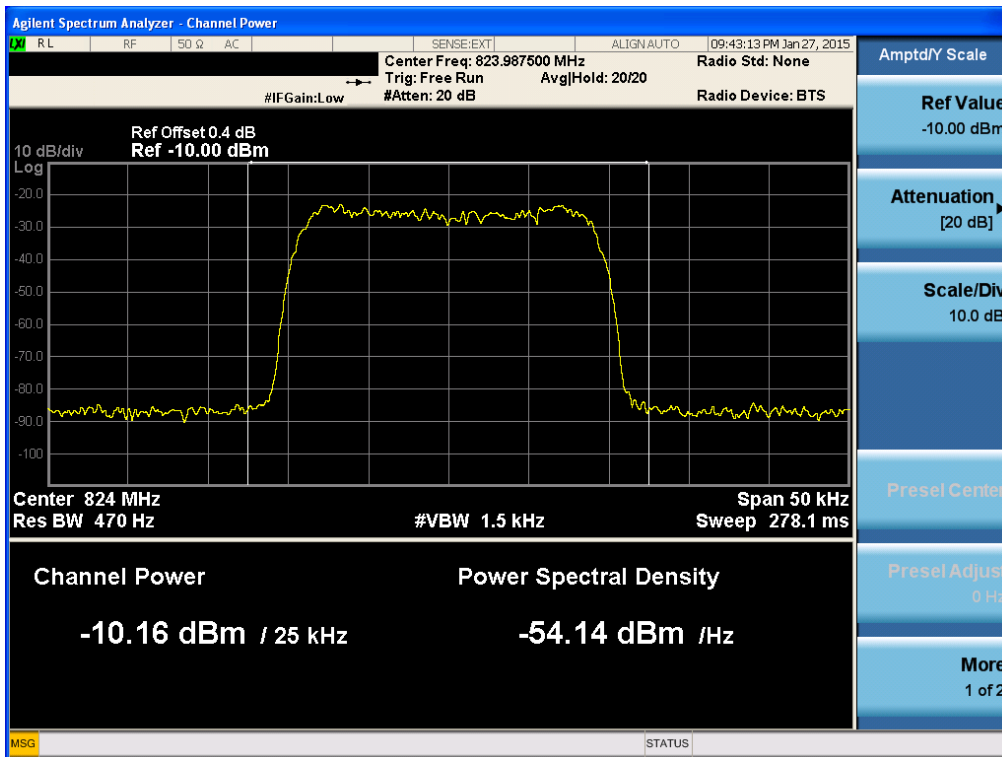 Agilent Spectrum Analyzer - Channel Power
LXI RL RF 50 Ω AC SENSE:EXT ALIGN AUTO 09:43:13 PM Jan 27, 2015
Center Freq: 823.987500 MHz Radio Std: None
Trig: Free Run Avg|Hold: 20/20
#IFGain:Low #Atten: 20 dB Radio Device: BTS
Ref Offset 0.4 dB
10 dB/div Ref -10.00 dBm
Log
-20.0
-30.0
-40.0
-50.0
-60.0
-70.0
-80.0
-90.0
-100
Center 824 MHz Span 50 kHz
Res BW 470 Hz #VBW 1.5 kHz Sweep 278.1 ms
Channel Power Power Spectral Density
-10.16 dBm / 25 kHz -54.14 dBm /Hz
MSG STATUS
Amptd/Y Scale
Ref Value
-10.00 dBm
Attenuation
[20 dB]
Scale/Div
10.0 dB
Presel Center
Presel Adjust
0 Hz
More
1 of 2